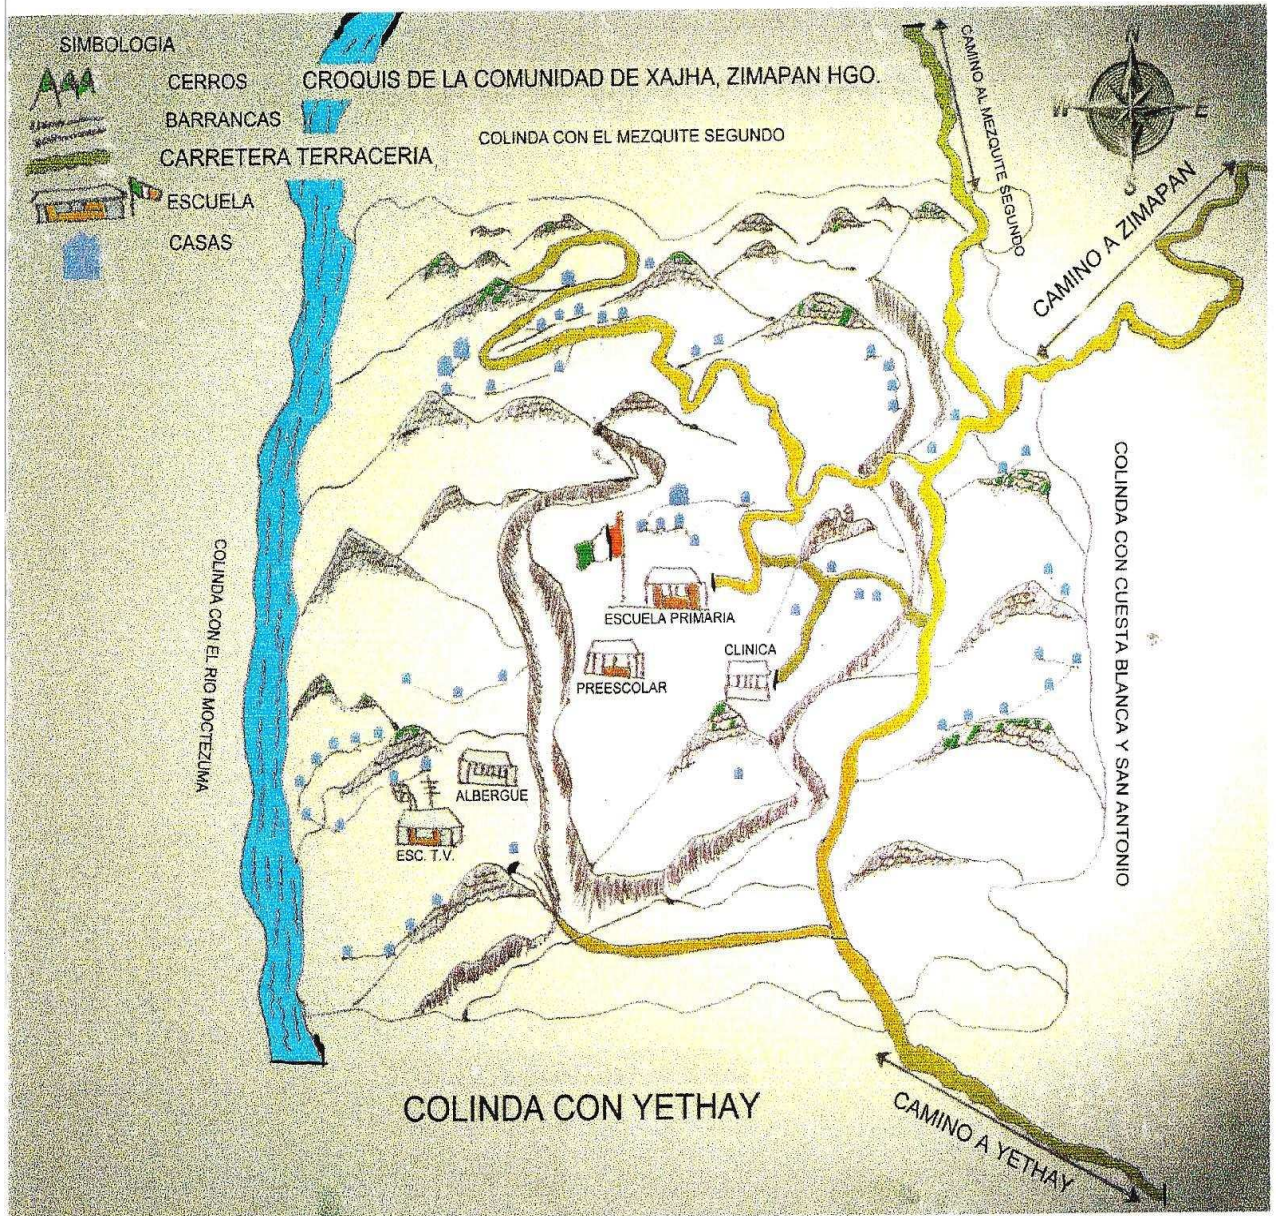 SIMBOLOGIA
CERROS
CROQUIS DE LA COMUNIDAD DE XAJHA, ZIMAPAN HGO.
BARRANCAS
COLINDA CON EL MEZQUITE SEGUNDO
CARRETERA TERRACERIA
ESCUELA
CASAS
N
W
E
S
CAMINO AL MEZQUITE SEGUNDO
CAMINO A ZIMAPAN
COLINDA CON CUESTA BLANCA Y SAN ANTONIO
COLINDA CON EL RIO MOCTEZUMA
ESCUELA PRIMARIA
CLINICA
PREESCOLAR
ALBERGUE
ESC. T.V.
COLINDA CON YETHAY
CAMINO A YETHAY